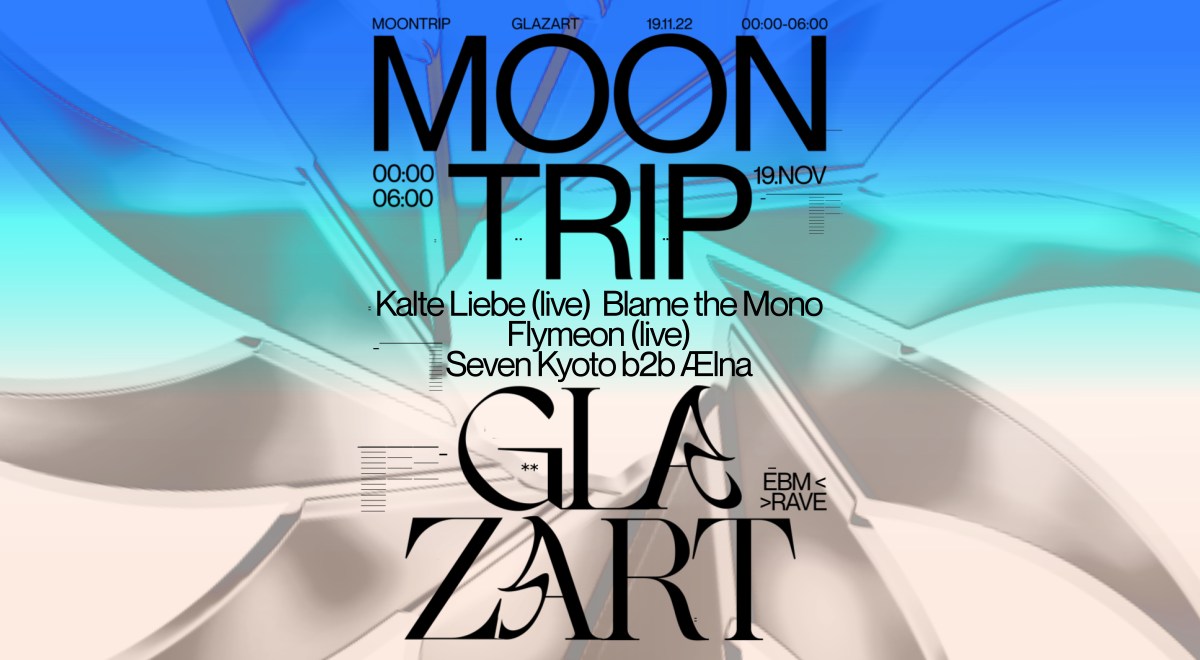 MOONTRIP GLAZART 19.11.22 00:00-06:00
MOON
TRIP
00:00
06:00
19.NOV
Kalte Liebe (live) Blame the Mono
Flymeon (live)
Seven Kyoto b2b Ælna
GLA
**
EBM <
>RAVE
ZART